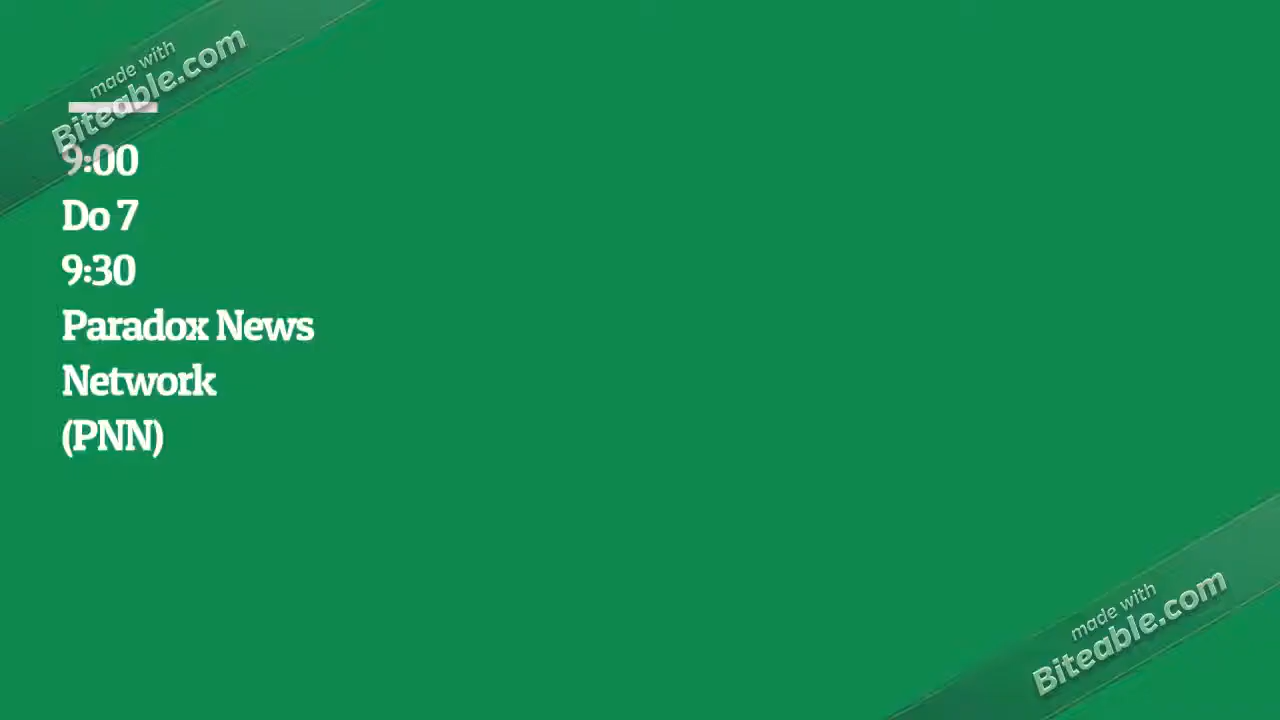 made with
Biteable.com
9:00
Do 7
9:30
Paradox News
Network
(PNN)
made with
Biteable.com